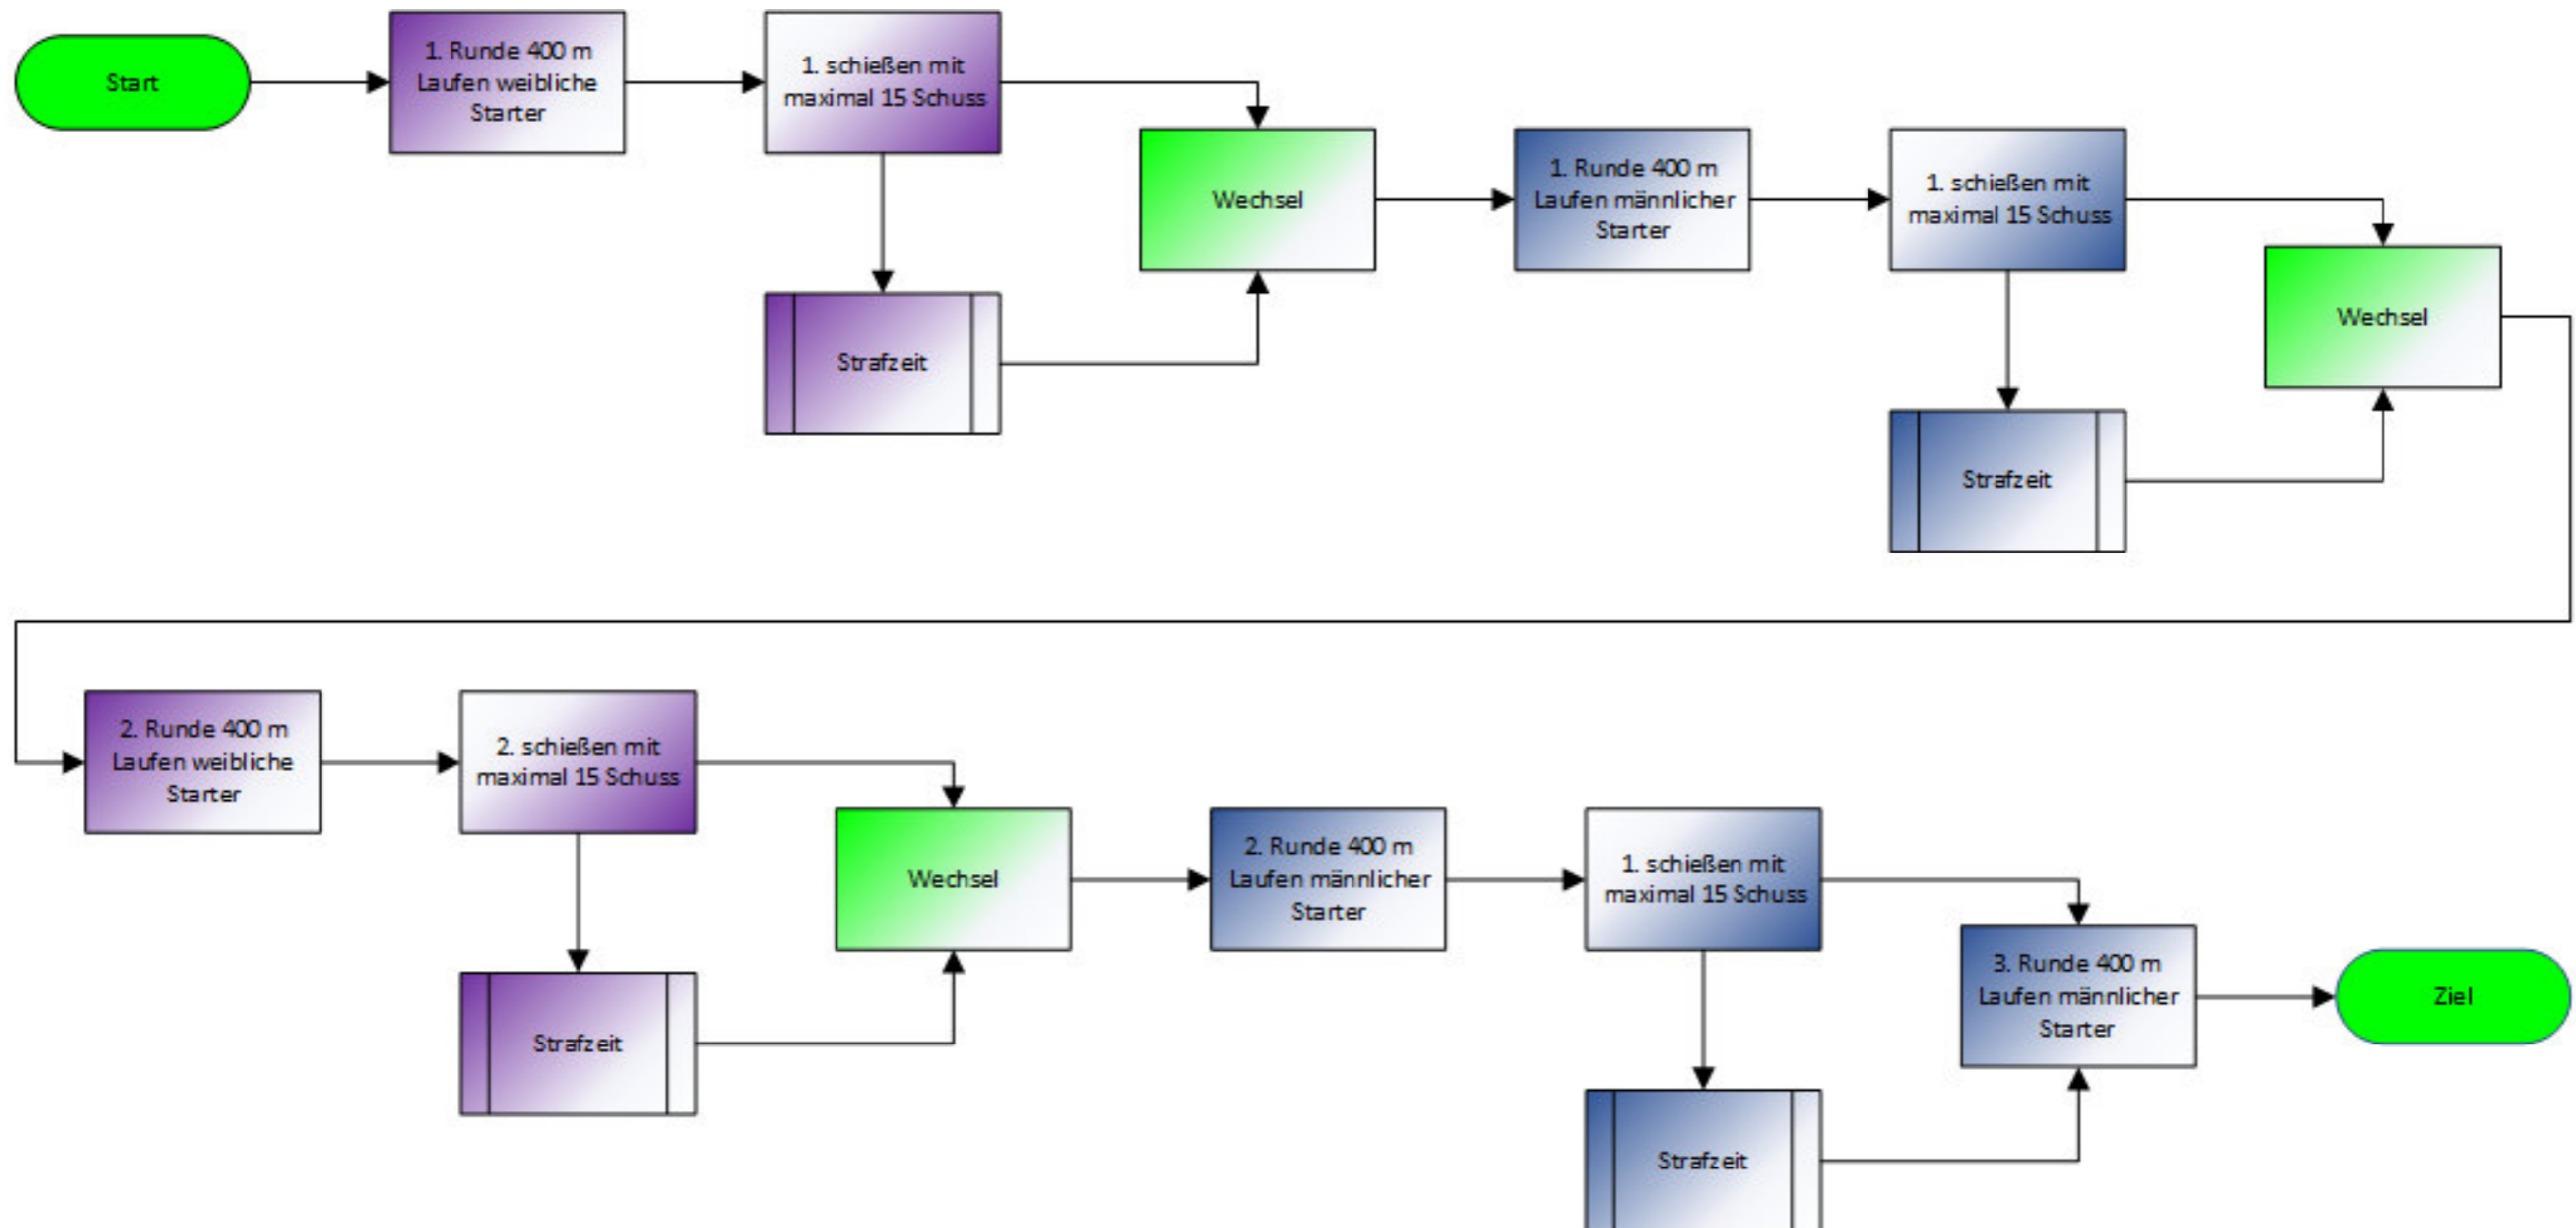 Start
1. Runde 400 m
Laufen weibliche
Starter
1. schießen mit
maximal 15 Schuss
Strafzeit
Wechsel
1. Runde 400 m
Laufen männlicher
Starter
1. schießen mit
maximal 15 Schuss
Strafzeit
Wechsel
2. Runde 400 m
Laufen weibliche
Starter
2. schießen mit
maximal 15 Schuss
Strafzeit
Wechsel
2. Runde 400 m
Laufen männlicher
Starter
1. schießen mit
maximal 15 Schuss
Strafzeit
3. Runde 400 m
Laufen männlicher
Starter
Ziel